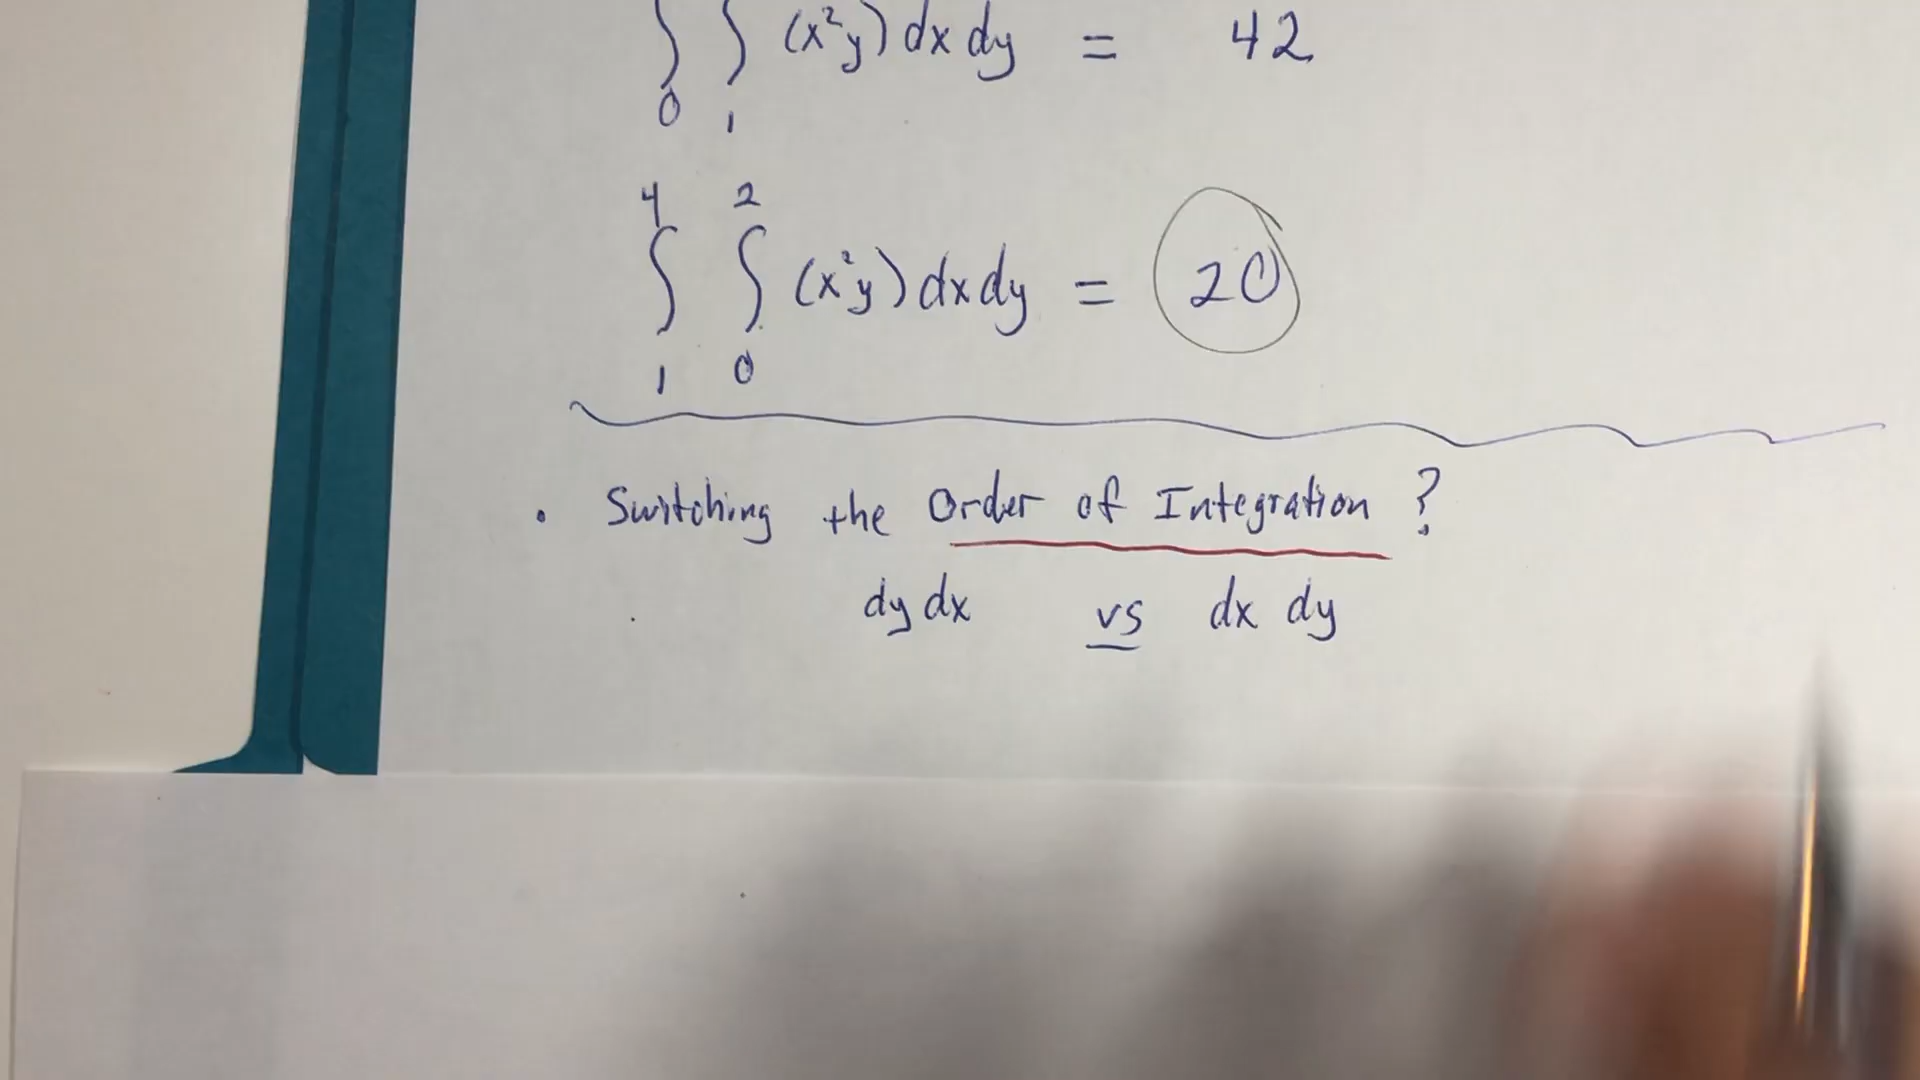 ∫ ∫ (x²y) dx dy = 42
0 1
4 2
∫ ∫ (x²y) dx dy = 20
1 0
• Switching the Order of Integration ?
dy dx vs dx dy